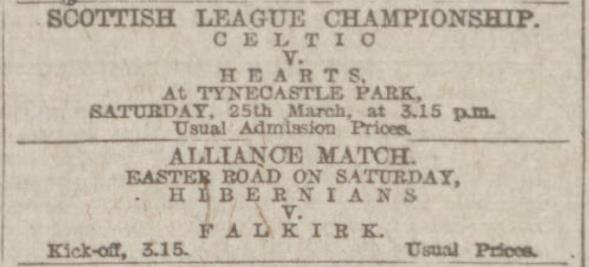 SCOTTISH LEAGUE CHAMPIONSHIP.
CELTIC
V.
HEARTS,
At TYNECASTLE PARK,
SATURDAY, 25th March, at 3.15 p.m.
Usual Admission Prices.
ALLIANCE MATCH.
EASTER ROAD ON SATURDAY,
HIBERNIANS
V.
FALKIRK.
Kick-off, 3.15. Usual Prices.